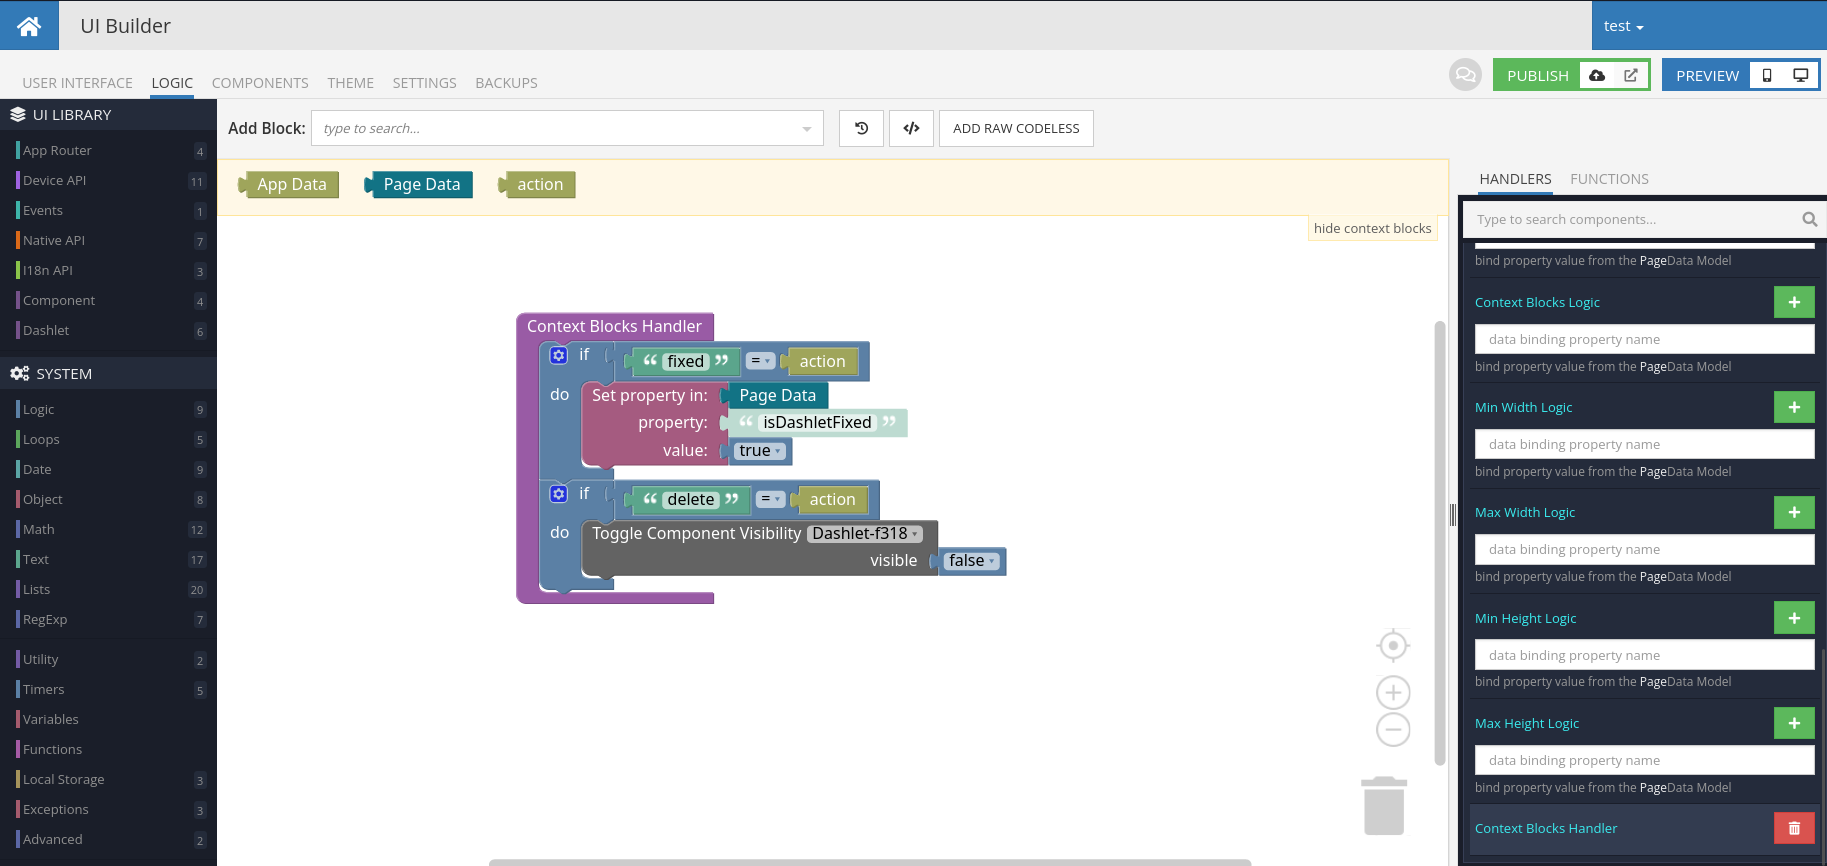 UI Builder
test
USER INTERFACE LOGIC COMPONENTS THEME SETTINGS BACKUPS
PUBLISH
PREVIEW
UI LIBRARY
App Router 4
Device API 11
Events 1
Native API 7
I18n API 3
Component 4
Dashlet 6
SYSTEM
Logic 9
Loops 5
Date 9
Object 8
Math 12
Text 17
Lists 20
RegExp 7
Utility 2
Timers 5
Variables
Functions
Local Storage 3
Exceptions 3
Advanced 2
Add Block: type to search... ADD RAW CODELESS
App Data Page Data action
hide context blocks
Context Blocks Handler
if “ fixed ” = action
do Set property in: Page Data
property: “ isDashletFixed ”
value: true
if “ delete ” = action
do Toggle Component Visibility Dashlet-f318
visible false
HANDLERS FUNCTIONS
Type to search components...
bind property value from the PageData Model
Context Blocks Logic
data binding property name
bind property value from the PageData Model
Min Width Logic
data binding property name
bind property value from the PageData Model
Max Width Logic
data binding property name
bind property value from the PageData Model
Min Height Logic
data binding property name
bind property value from the PageData Model
Max Height Logic
data binding property name
bind property value from the PageData Model
Context Blocks Handler